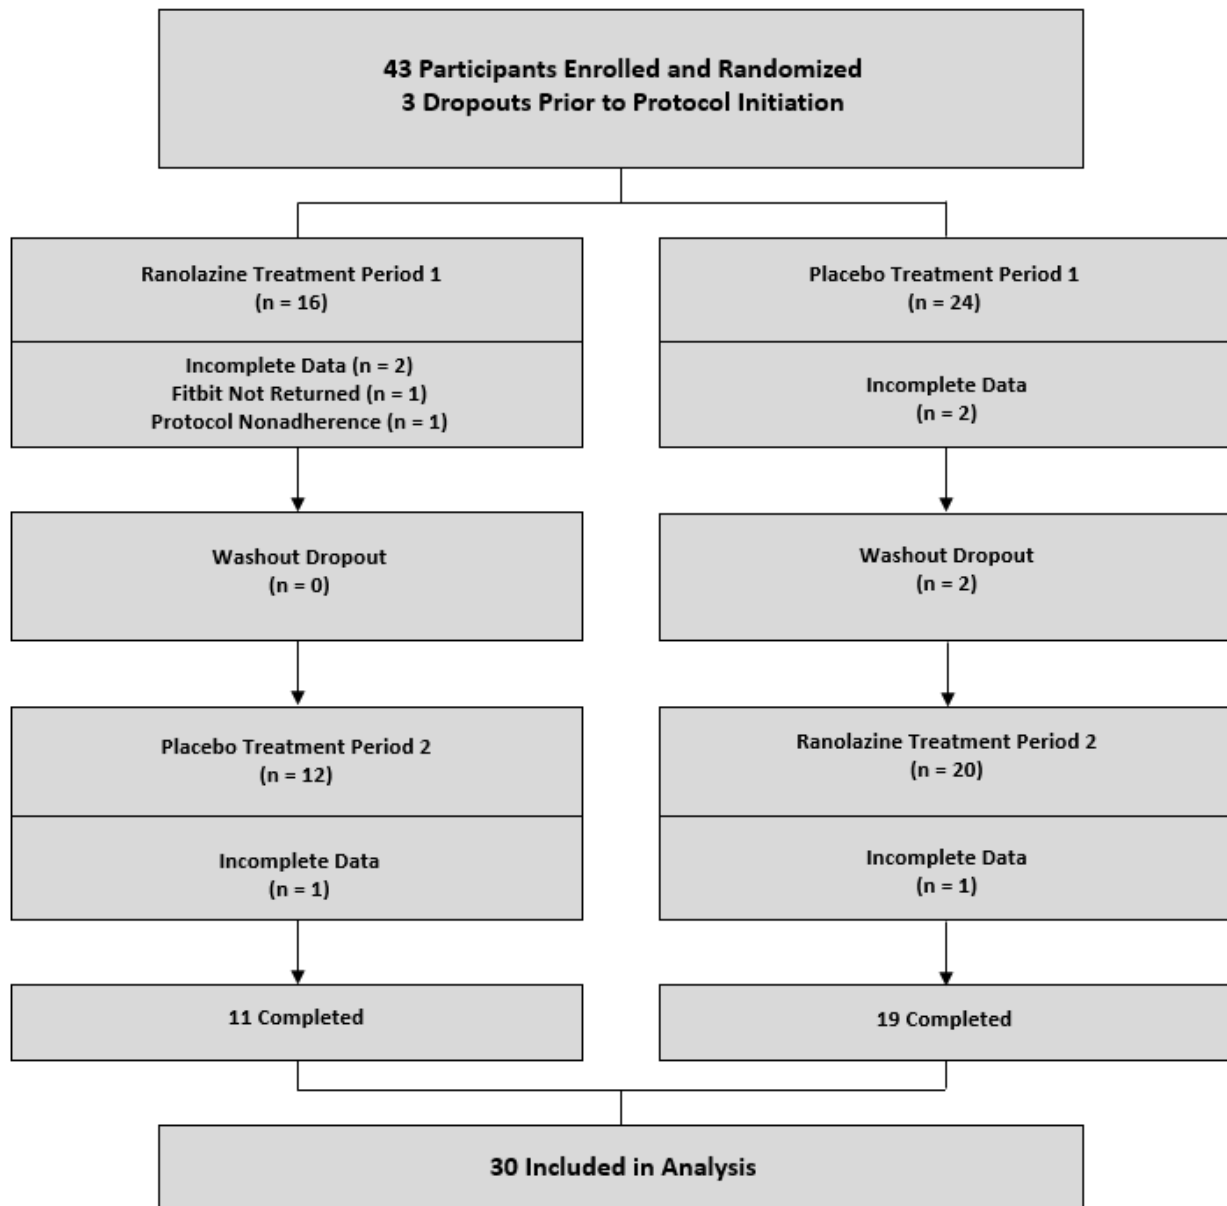 43 Participants Enrolled and Randomized
3 Dropouts Prior to Protocol Initiation
Ranolazine Treatment Period 1
(n = 16)
Incomplete Data (n = 2)
Fitbit Not Returned (n = 1)
Protocol Nonadherence (n = 1)
Washout Dropout
(n = 0)
Placebo Treatment Period 2
(n = 12)
Incomplete Data
(n = 1)
11 Completed
Placebo Treatment Period 1
(n = 24)
Incomplete Data
(n = 2)
Washout Dropout
(n = 2)
Ranolazine Treatment Period 2
(n = 20)
Incomplete Data
(n = 1)
19 Completed
30 Included in Analysis